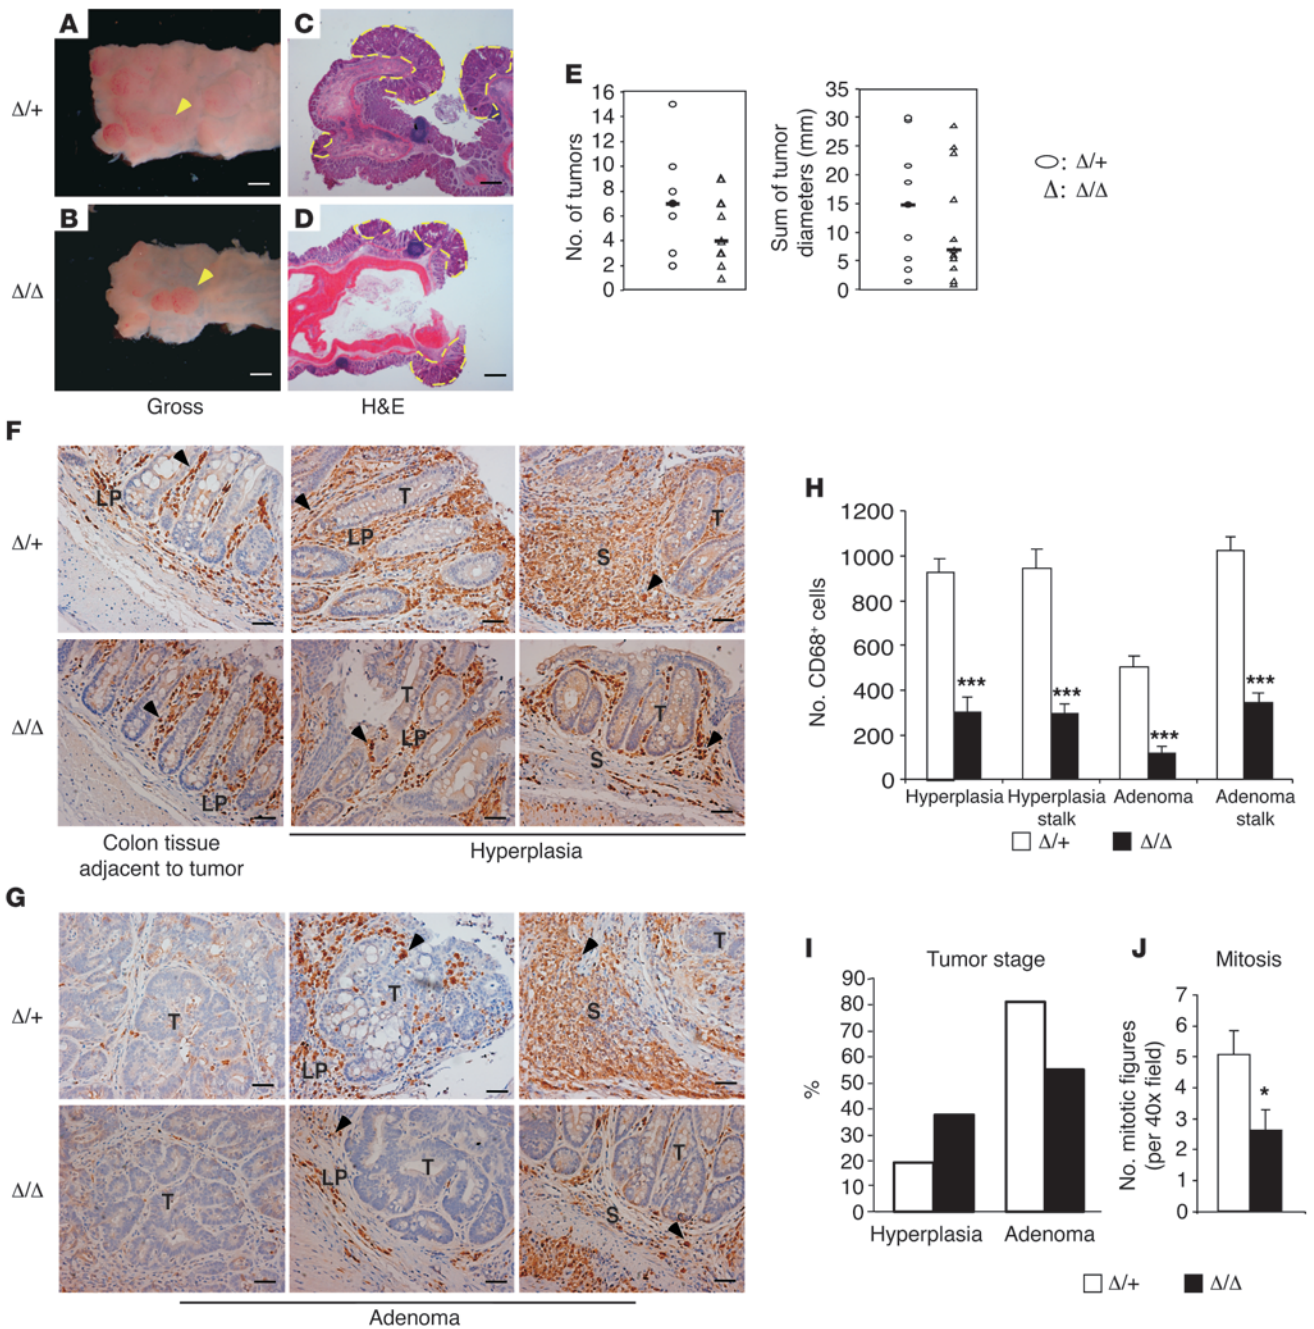 A
C
Δ/+
B
D
Δ/Δ
Gross
H&E
E
No. of tumors
16
14
12
10
8
6
4
2
0
Sum of tumor
diameters (mm)
35
30
25
20
15
10
5
0
: Δ/+
Δ: Δ/Δ
F
Δ/+
LP
T
LP
S
T
Δ/Δ
LP
T
LP
T
S
Colon tissue
adjacent to tumor
Hyperplasia
G
Δ/+
T
T
LP
S
T
Δ/Δ
T
T
LP
T
S
Adenoma
H
No. CD68⁺ cells
1200
1000
800
600
400
200
0
***
***
***
***
Hyperplasia
Hyperplasia
stalk
Adenoma
Adenoma
stalk
Δ/+
Δ/Δ
I
Tumor stage
%
90
80
70
60
50
40
30
20
10
0
Hyperplasia
Adenoma
J
Mitosis
No. mitotic figures
(per 40x field)
7
6
5
4
3
2
1
0
*
Δ/+
Δ/Δ